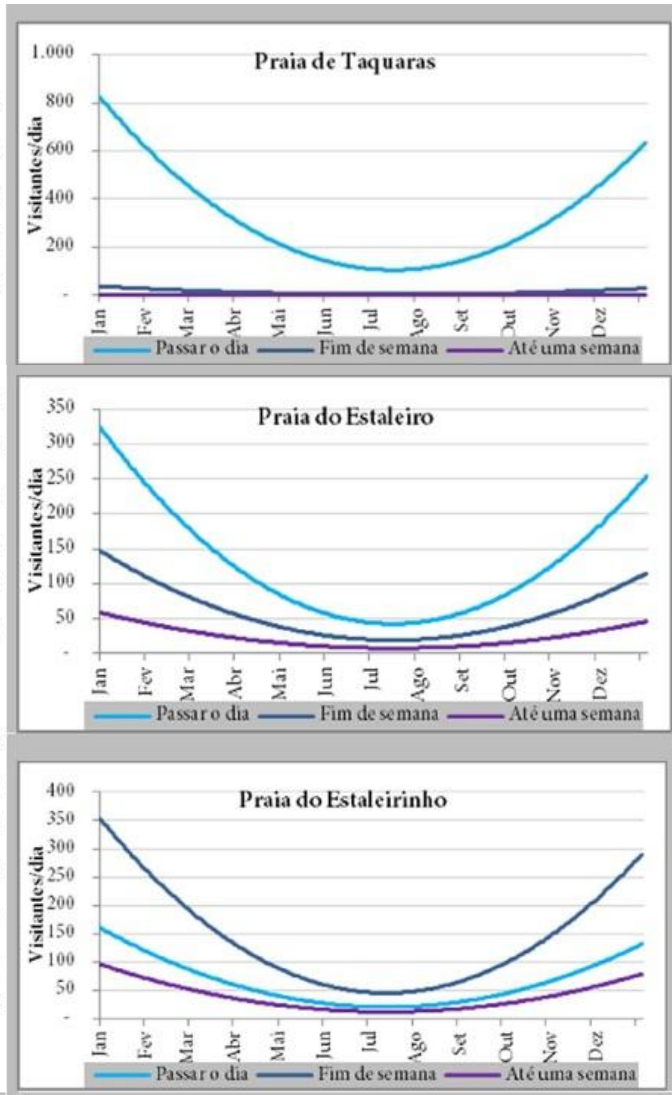 Praia de Taquaras
Visitantes/dia
1.000
800
600
400
200
-
Jan Fev Mar Abr Mai Jun Jul Ago Set Out Nov Dez
Passar o dia Fim de semana Até uma semana
Praia do Estaleiro
Visitantes/dia
350
300
250
200
150
100
50
-
Jan Fev Mar Abr Mai Jun Jul Ago Set Out Nov Dez
Passar o dia Fim de semana Até uma semana
Praia do Estaleirinho
Visitantes/dia
400
350
300
250
200
150
100
50
-
Jan Fev Mar Abr Mai Jun Jul Ago Set Out Nov Dez
Passar o dia Fim de semana Até uma semana